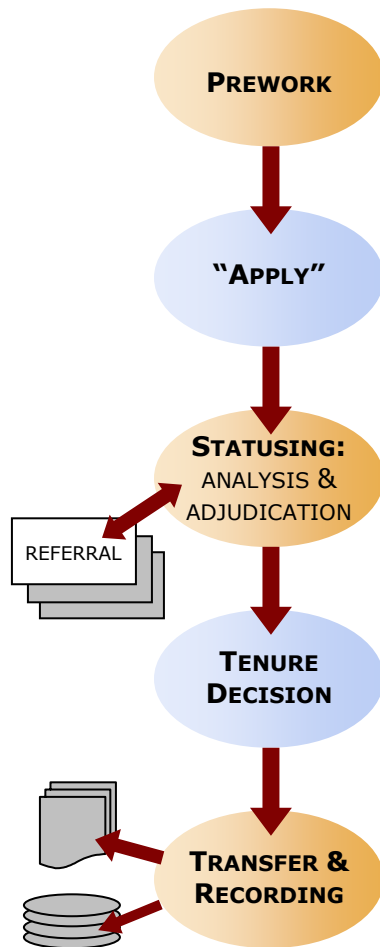 PREWORK
“APPLY”
STATUSING:
ANALYSIS &
ADJUDICATION
REFERRAL
TENURE
DECISION
TRANSFER &
RECORDING